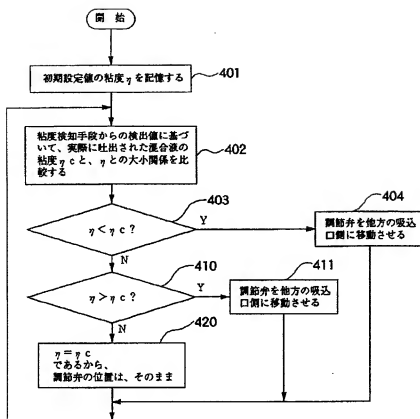 開 始
初期設定値の粘度ηを記憶する
401
粘度検知手段からの検出値に基づ
いて、実際に吐出された混合液の
粘度ηcと、ηとの大小関係を比
較する
402
403
η<ηc?
Y
N
404
調節弁を他方の吸込
口側に移動させる
410
η>ηc?
Y
N
411
調節弁を他方の吸込
口側に移動させる
420
η=ηc
であるから、
調節弁の位置は、そのまま